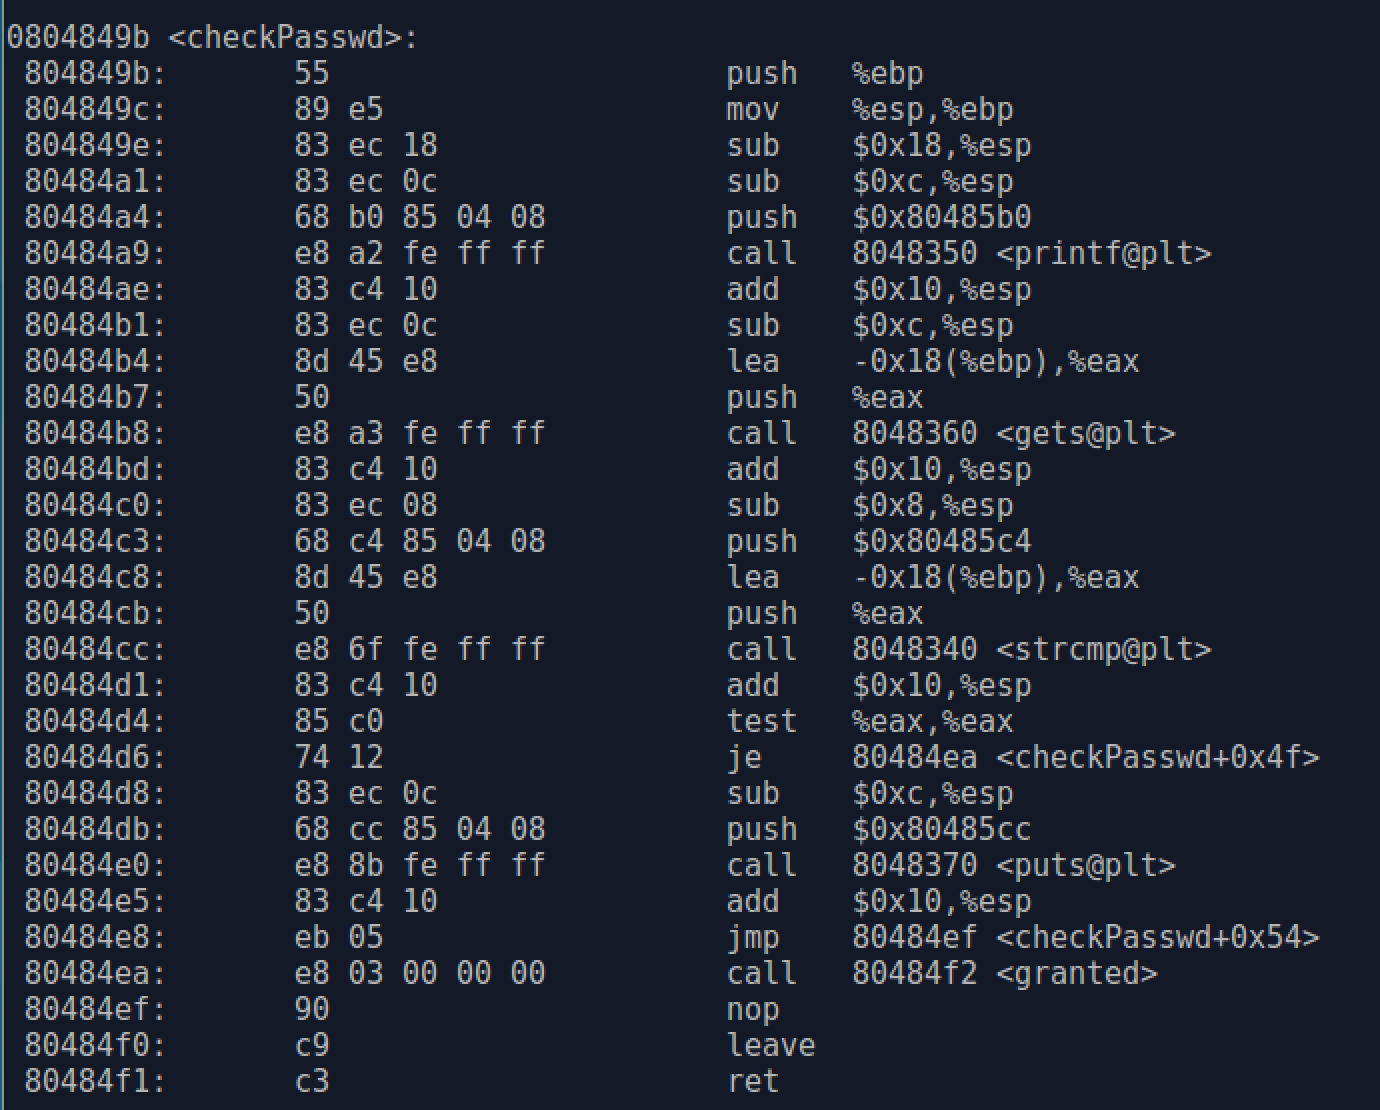 0804849b <checkPasswd>:
804849b: 55 push %ebp
804849c: 89 e5 mov %esp,%ebp
804849e: 83 ec 18 sub $0x18,%esp
80484a1: 83 ec 0c sub $0xc,%esp
80484a4: 68 b0 85 04 08 push $0x80485b0
80484a9: e8 a2 fe ff ff call 8048350 <printf@plt>
80484ae: 83 c4 10 add $0x10,%esp
80484b1: 83 ec 0c sub $0xc,%esp
80484b4: 8d 45 e8 lea -0x18(%ebp),%eax
80484b7: 50 push %eax
80484b8: e8 a3 fe ff ff call 8048360 <gets@plt>
80484bd: 83 c4 10 add $0x10,%esp
80484c0: 83 ec 08 sub $0x8,%esp
80484c3: 68 c4 85 04 08 push $0x80485c4
80484c8: 8d 45 e8 lea -0x18(%ebp),%eax
80484cb: 50 push %eax
80484cc: e8 6f fe ff ff call 8048340 <strcmp@plt>
80484d1: 83 c4 10 add $0x10,%esp
80484d4: 85 c0 test %eax,%eax
80484d6: 74 12 je 80484ea <checkPasswd+0x4f>
80484d8: 83 ec 0c sub $0xc,%esp
80484db: 68 cc 85 04 08 push $0x80485cc
80484e0: e8 8b fe ff ff call 8048370 <puts@plt>
80484e5: 83 c4 10 add $0x10,%esp
80484e8: eb 05 jmp 80484ef <checkPasswd+0x54>
80484ea: e8 03 00 00 00 call 80484f2 <granted>
80484ef: 90 nop
80484f0: c9 leave
80484f1: c3 ret